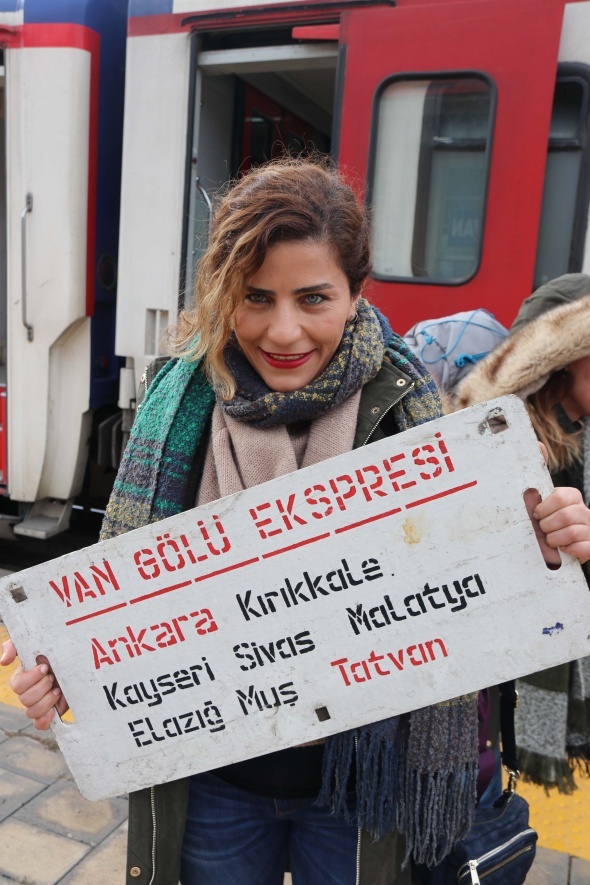 VAN GÖLÜ EKSPRESİ
Ankara Kırıkkale
Kayseri Sivas Malatya
Elazığ Muş Tatvan